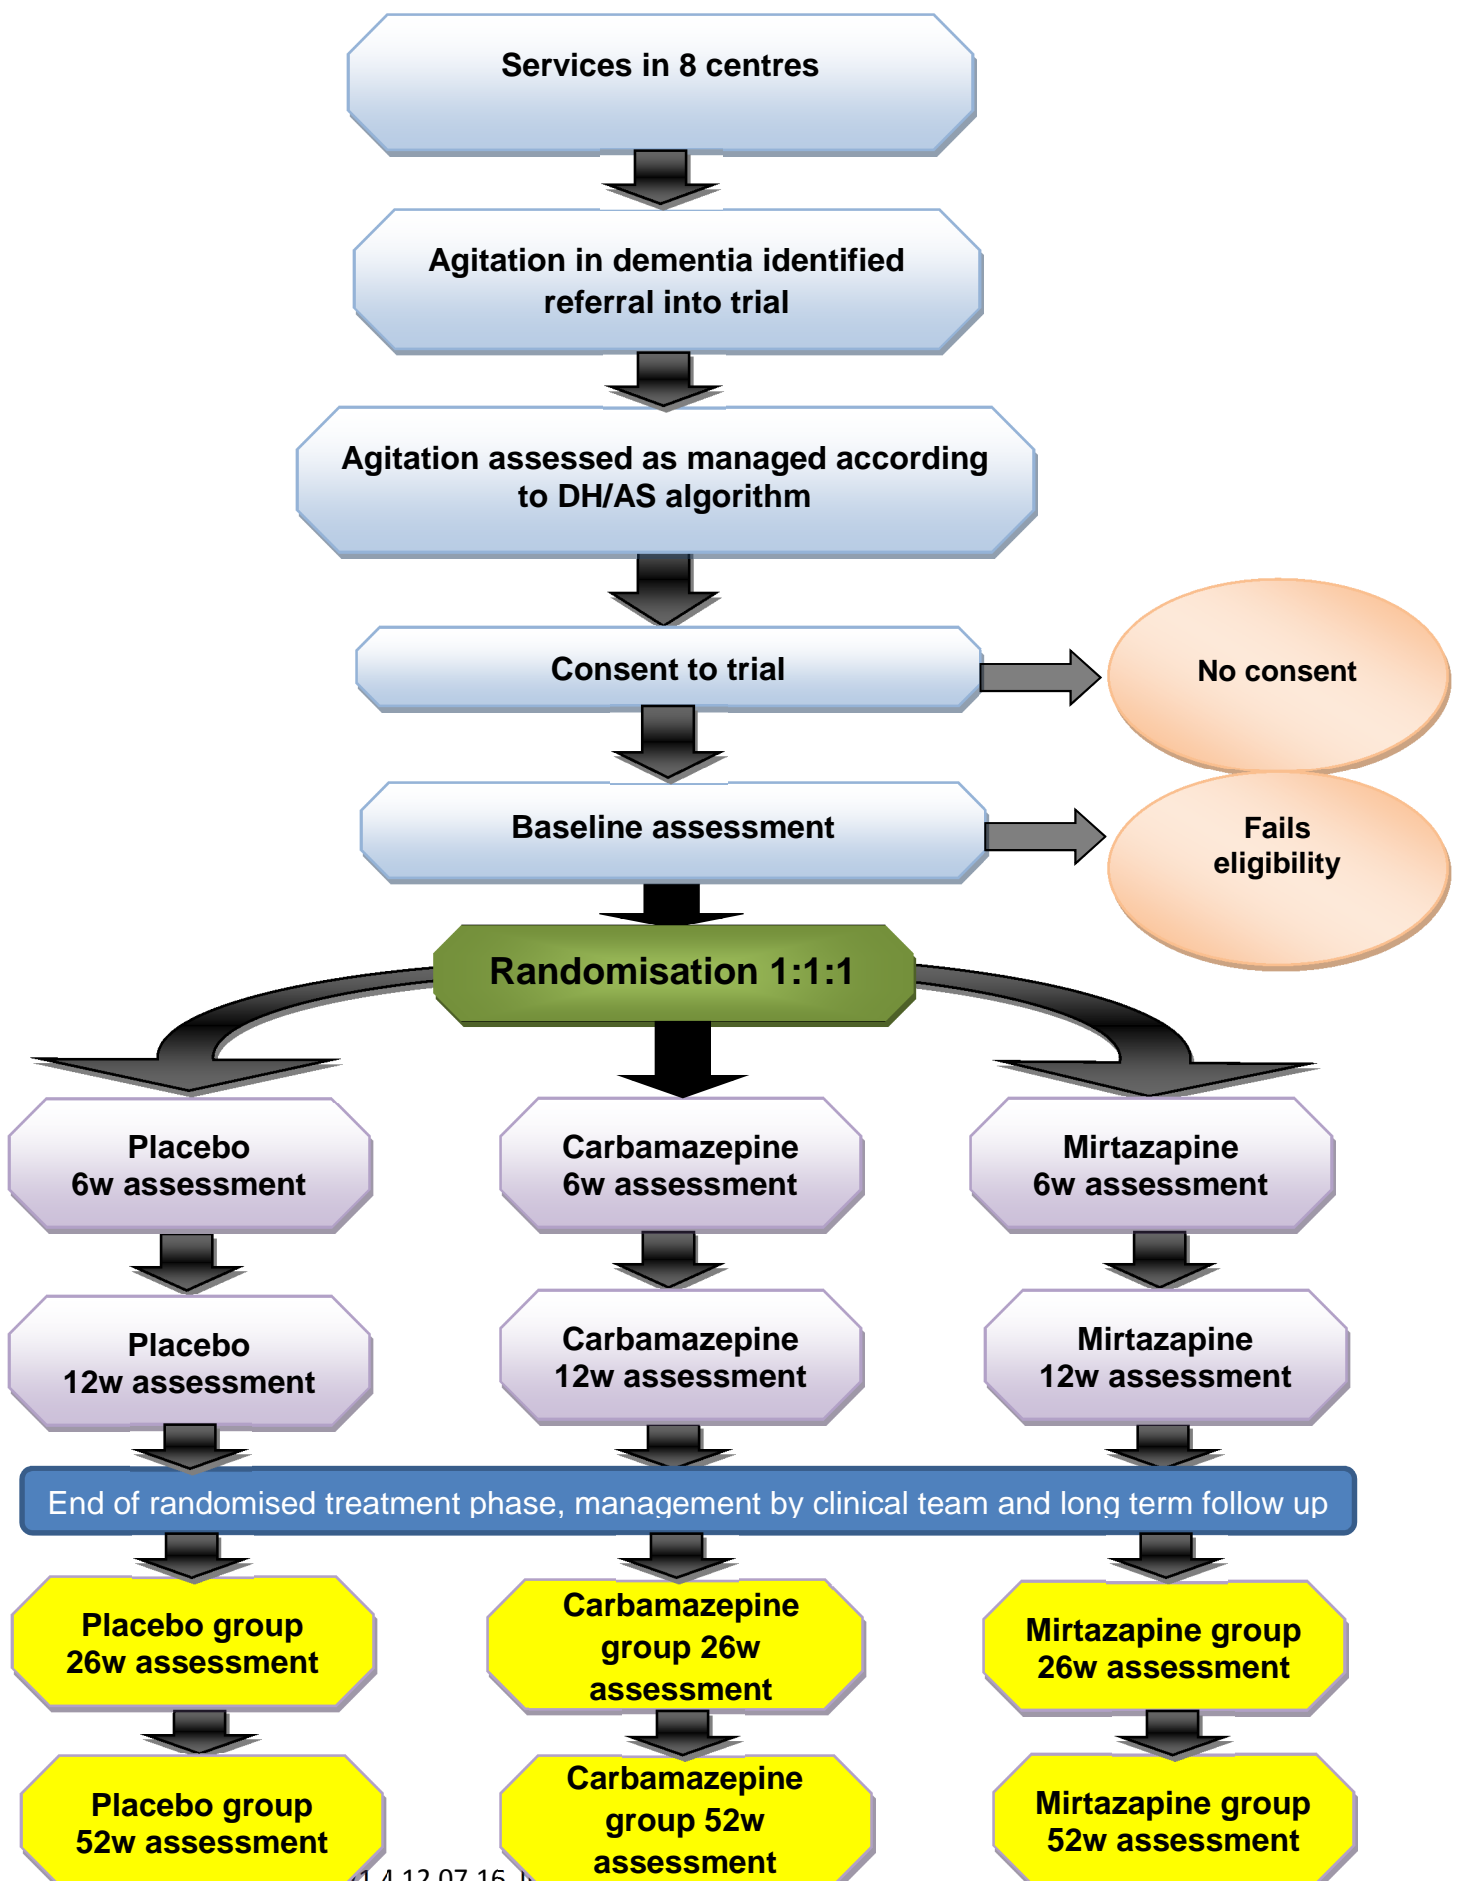 Services in 8 centres
Agitation in dementia identified
referral into trial
Agitation assessed as managed according
to DH/AS algorithm
Consent to trial
No consent
Baseline assessment
Fails
eligibility
Randomisation 1:1:1
Placebo
6w assessment
Carbamazepine
6w assessment
Mirtazapine
6w assessment
Placebo
12w assessment
Carbamazepine
12w assessment
Mirtazapine
12w assessment
End of randomised treatment phase, management by clinical team and long term follow up
Placebo group
26w assessment
Carbamazepine
group 26w
assessment
Mirtazapine group
26w assessment
Placebo group
52w assessment
Carbamazepine
group 52w
assessment
Mirtazapine group
52w assessment
12.07.16